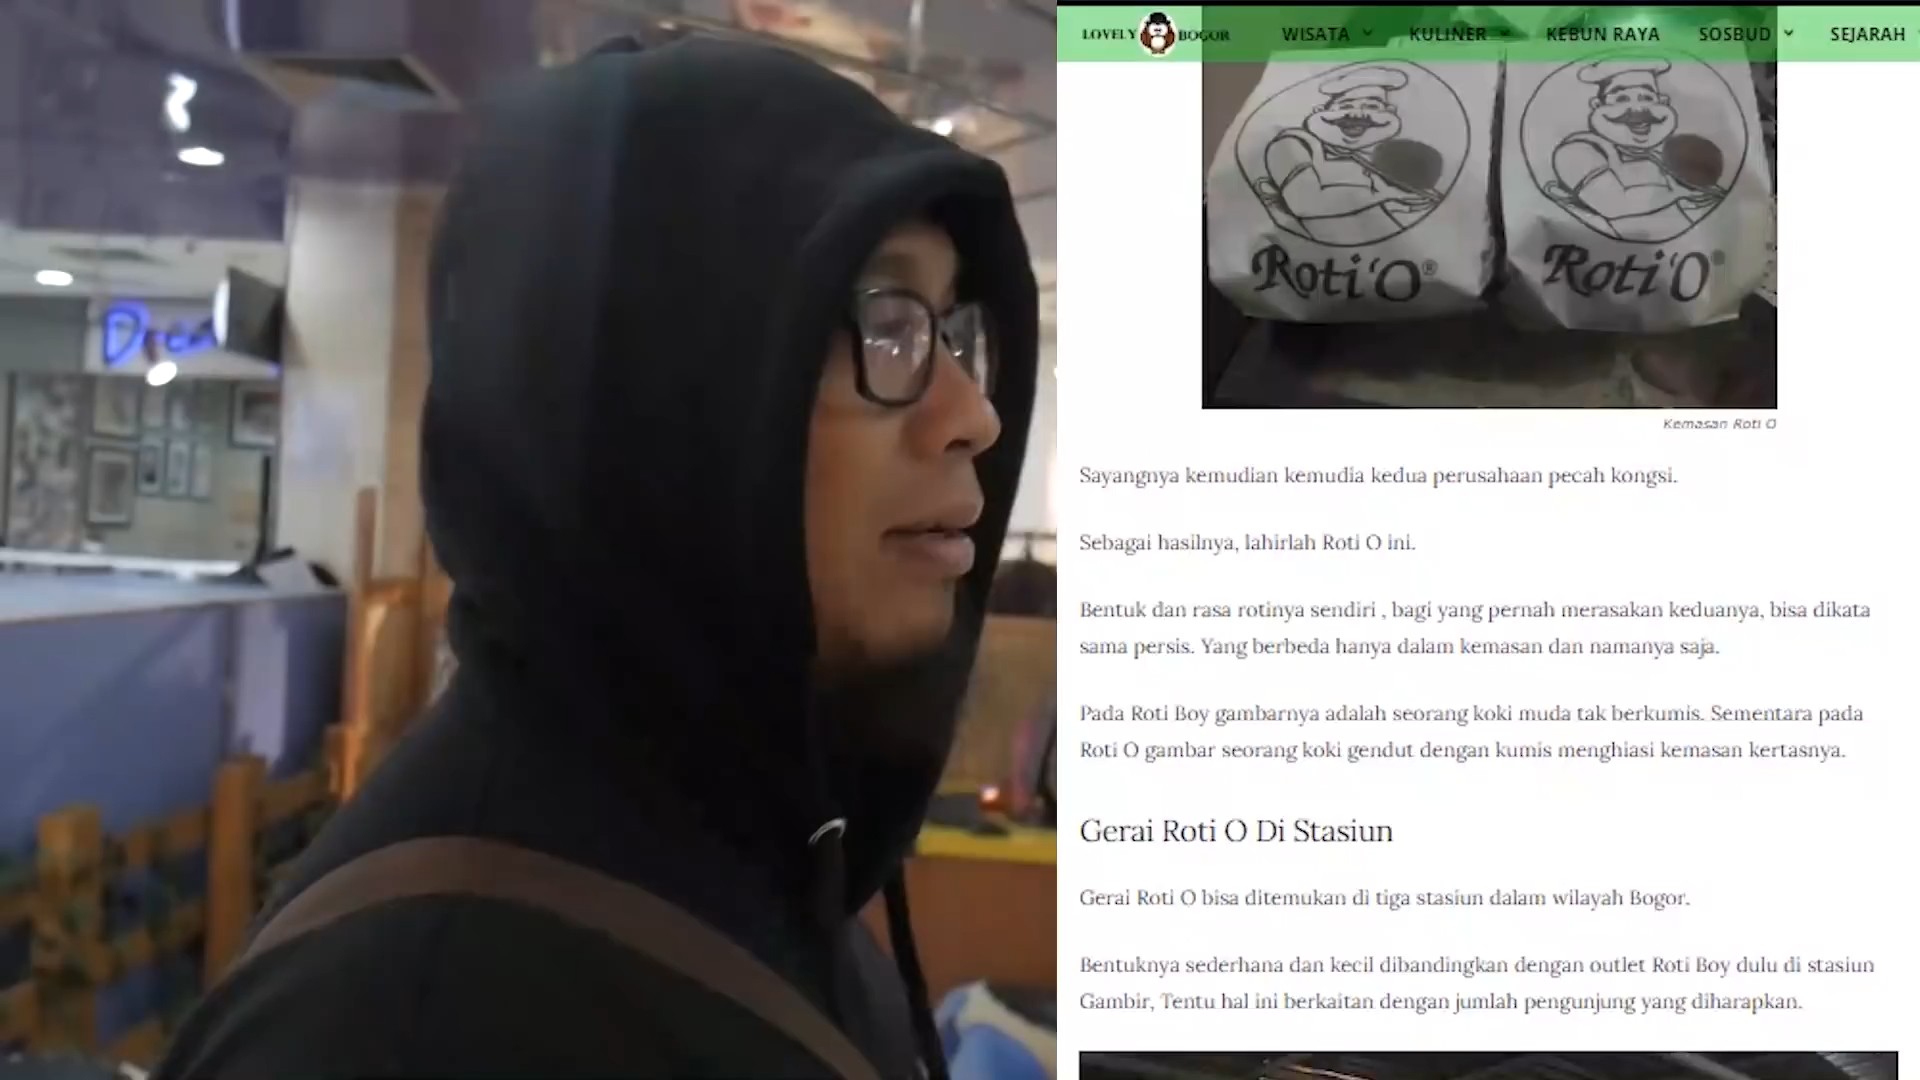 LOVELY BOGOR
WISATA
KULINER
KEBUN RAYA
SOSBUD
SEJARAH
Roti'O®
Roti'O®
Kemasan Roti O
Sayangnya kemudian kemudia kedua perusahaan pecah kongsi.
Sebagai hasilnya, lahirlah Roti O ini.
Bentuk dan rasa rotinya sendiri , bagi yang pernah merasakan keduanya, bisa dikata
sama persis. Yang berbeda hanya dalam kemasan dan namanya saja.
Pada Roti Boy gambarnya adalah seorang koki muda tak berkumis. Sementara pada
Roti O gambar seorang koki gendut dengan kumis menghiasi kemasan kertasnya.
Gerai Roti O Di Stasiun
Gerai Roti O bisa ditemukan di tiga stasiun dalam wilayah Bogor.
Bentuknya sederhana dan kecil dibandingkan dengan outlet Roti Boy dulu di stasiun
Gambir, Tentu hal ini berkaitan dengan jumlah pengunjung yang diharapkan.